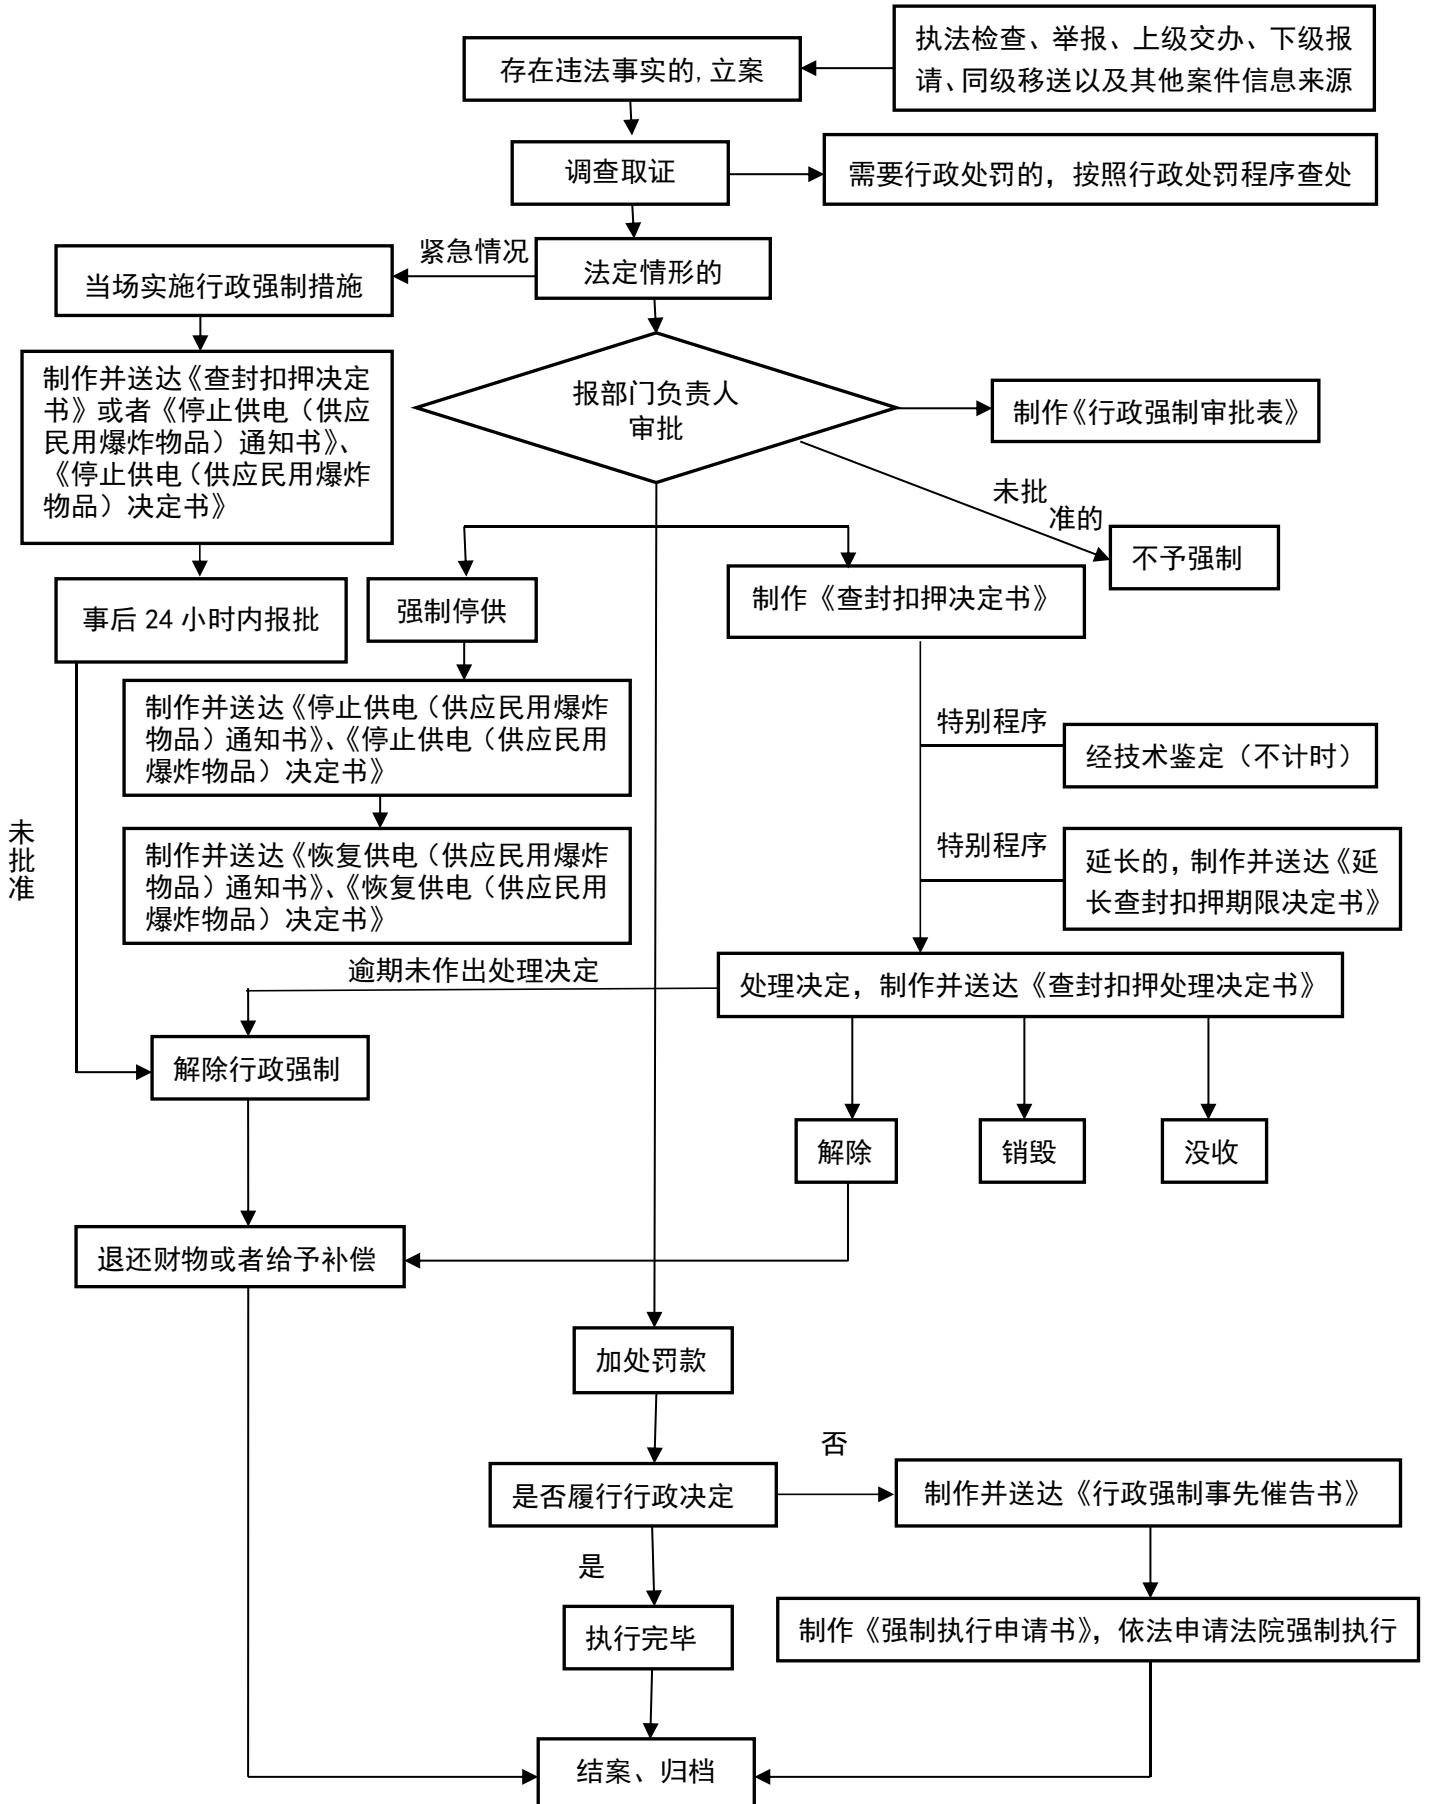 执法检查、举报、上级交办、下级报
请、同级移送以及其他案件信息来源
存在违法事实的,立案
调查取证
需要行政处罚的，按照行政处罚程序查处
紧急情况
法定情形的
当场实施行政强制措施
制作并送达《查封扣押决定
书》或者《停止供电（供应
民用爆炸物品）通知书》、
《停止供电（供应民用爆炸
物品）决定书》
报部门负责人
审批
制作《行政强制审批表》
未批
准的
不予强制
事后 24 小时内报批
强制停供
制作《查封扣押决定书》
制作并送达《停止供电（供应民用爆炸
物品）通知书》、《停止供电（供应民用
爆炸物品）决定书》
特别程序
经技术鉴定（不计时）
未
批
准
制作并送达《恢复供电（供应民用爆炸
物品）通知书》、《恢复供电（供应民用
爆炸物品）决定书》
特别程序
延长的，制作并送达《延
长查封扣押期限决定书》
逾期未作出处理决定
处理决定，制作并送达《查封扣押处理决定书》
解除行政强制
解除
销毁
没收
退还财物或者给予补偿
加处罚款
否
是否履行行政决定
制作并送达《行政强制事先催告书》
是
执行完毕
制作《强制执行申请书》，依法申请法院强制执行
结案、归档